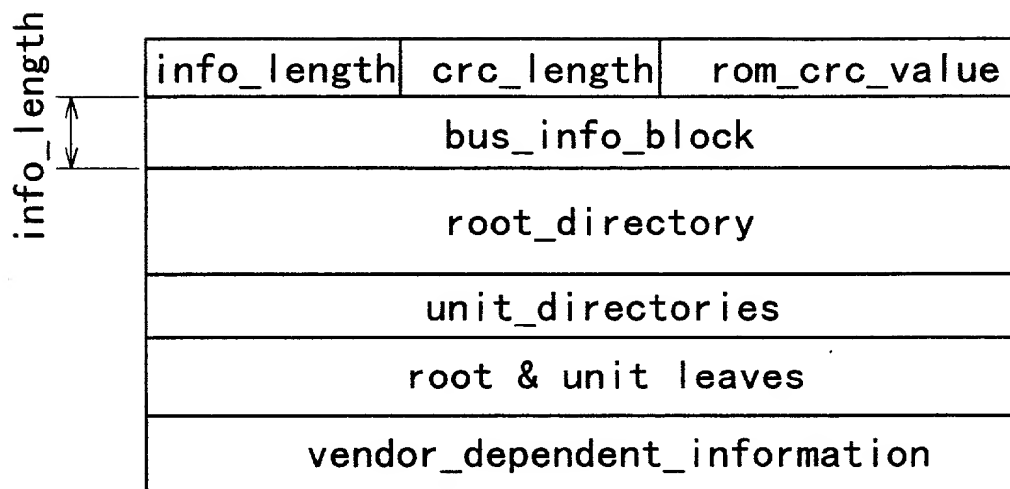 info_length
info_length crc_length rom_crc_value
bus_info_block
root_directory
unit_directories
root & unit leaves
vendor_dependent_information